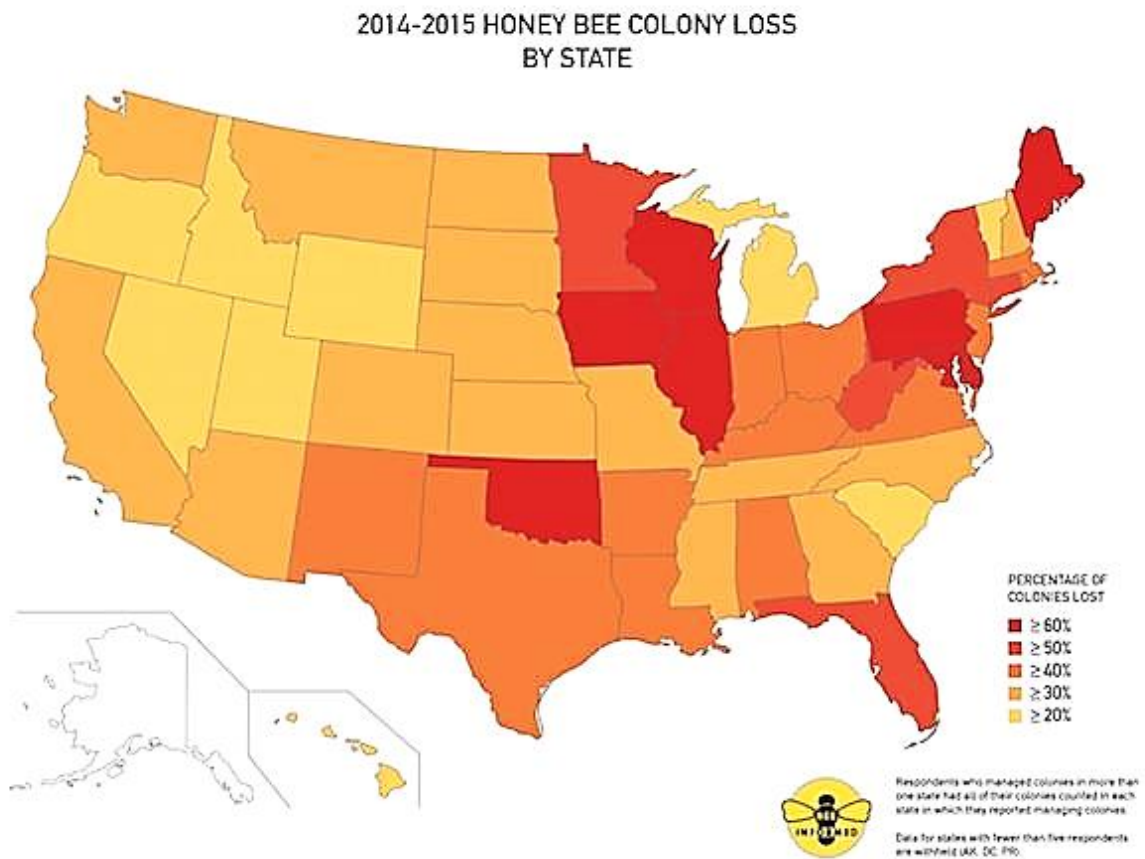 2014-2015 HONEY BEE COLONY LOSS
BY STATE
PERCENTAGE OF
COLONIES LOST
≥ 60%
≥ 50%
≥ 40%
≥ 30%
≥ 20%
BEE
INFORMED
Respondents who managed colonies in more than
one state had all of their colonies counted in each
state in which they reported managing colonies.
Data for states with fewer than five respondents
are withheld (AK, DC, PR).